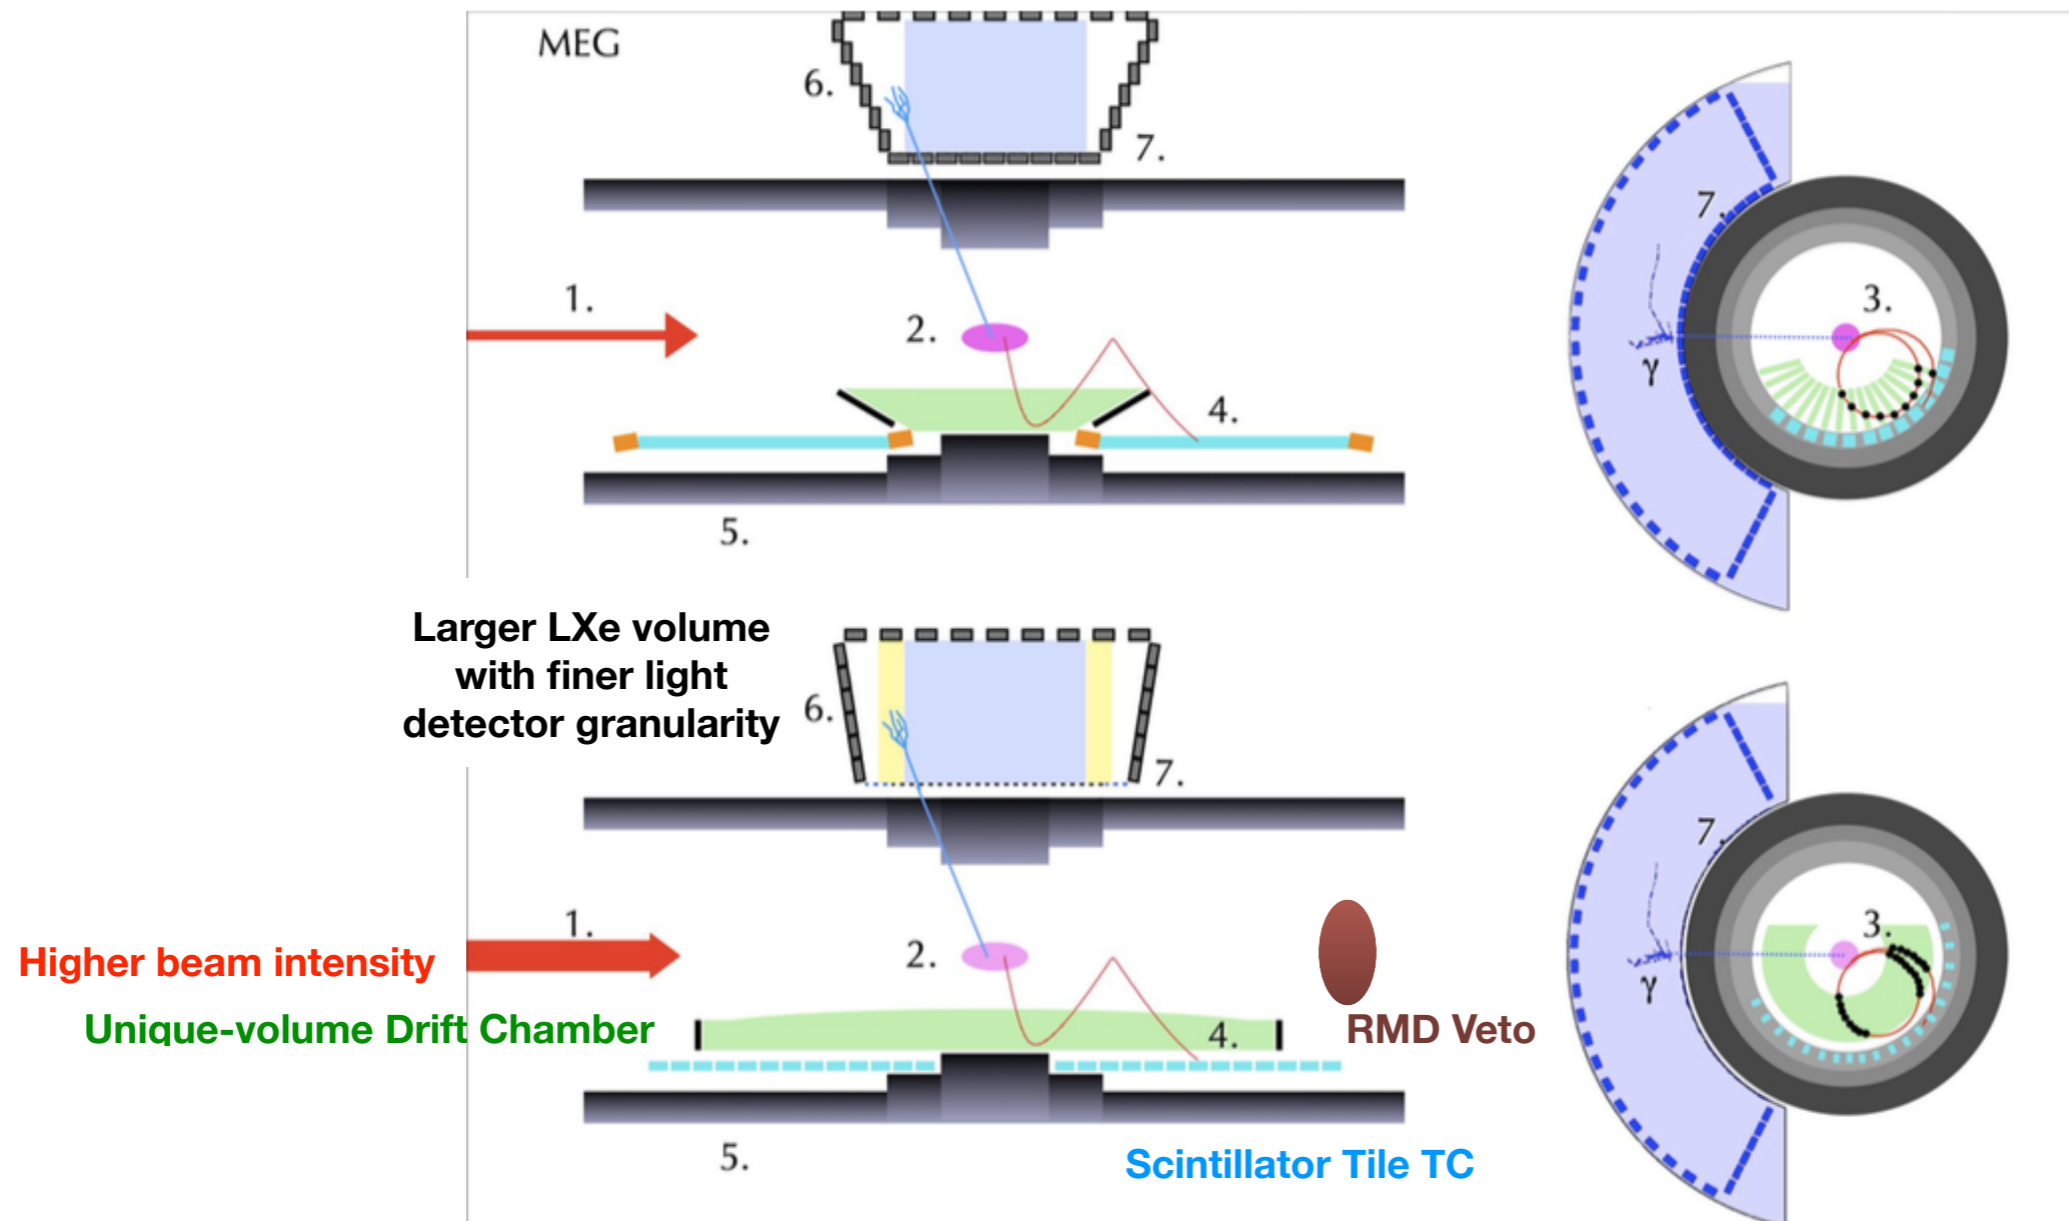 MEG
6.
7.
7.
1.
2.
3.
γ
4.
5.
Larger LXe volume
with finer light
detector granularity
6.
7.
7.
1.
2.
3.
γ
Higher beam intensity
Unique-volume Drift Chamber
4.
RMD Veto
5.
Scintillator Tile TC